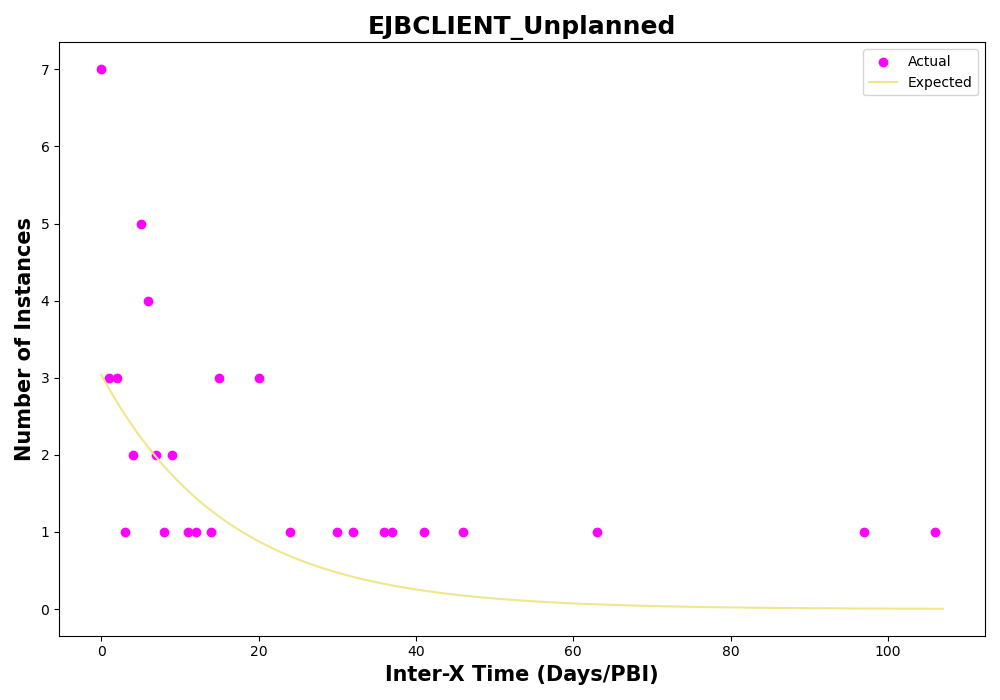 EJBCLIENT_Unplanned
Actual
Expected
7
6
5
4
3
2
1
0
Number of Instances
0 20 40 60 80 100
Inter-X Time (Days/PBI)